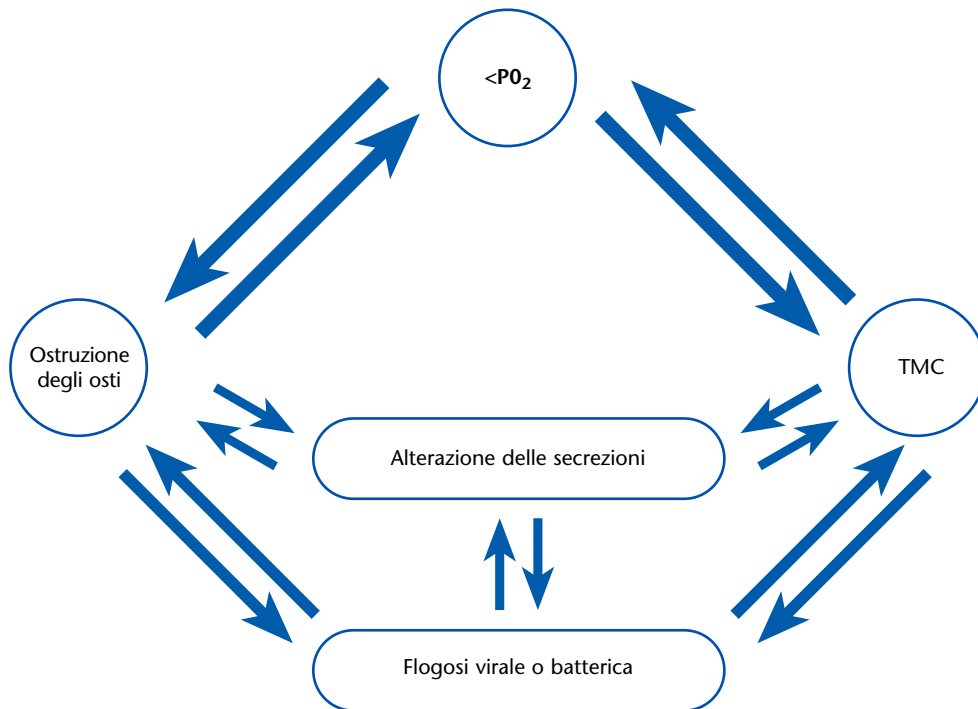 <P0₂
Ostruzione
degli osti
TMC
Alterazione delle secrezioni
Flogosi virale o batterica